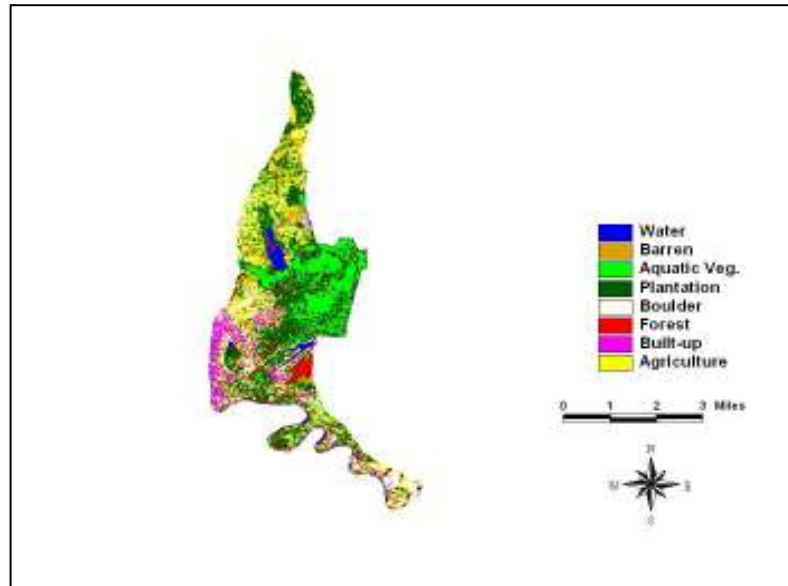 Water
Barren
Aquatic Veg.
Plantation
Boulder
Forest
Built-up
Agriculture
0 1 2 3 Miles
N
S